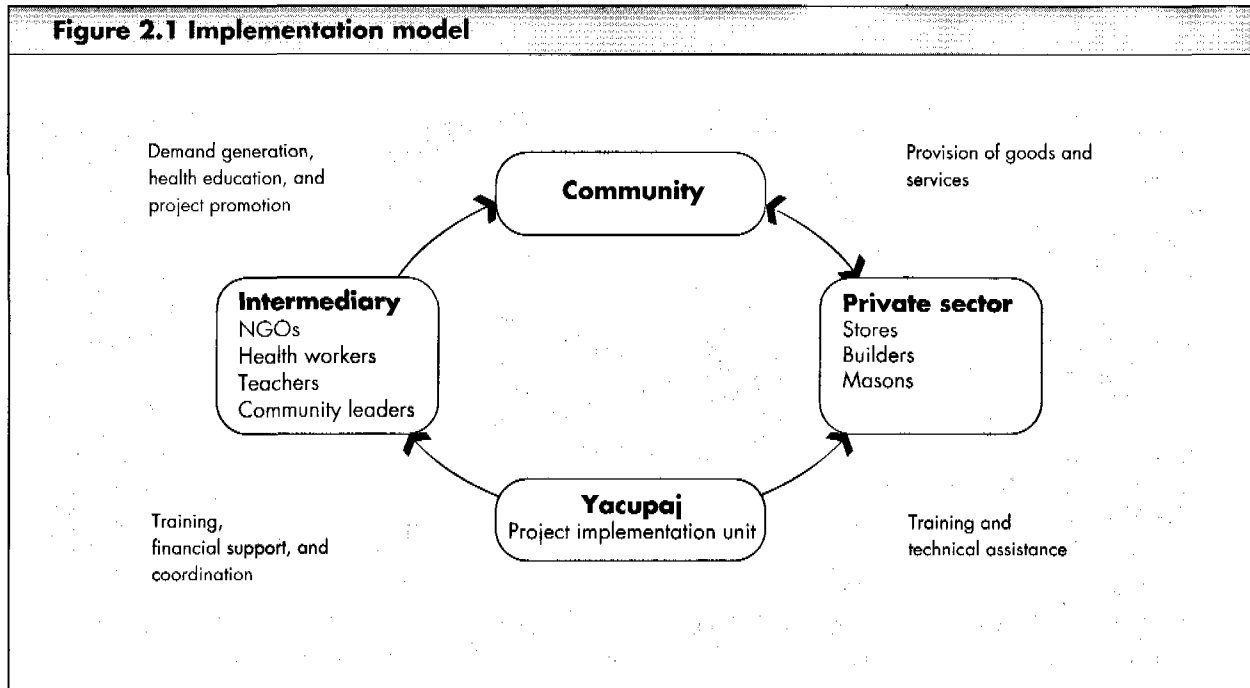 Figure 2.1 Implementation model
Demand generation,
health education, and
project promotion
Community
Provision of goods and
services
Intermediary
NGOs
Health workers
Teachers
Community leaders
Private sector
Stores
Builders
Masons
Yacupaj
Project implementation unit
Training,
financial support, and
coordination
Training and
technical assistance